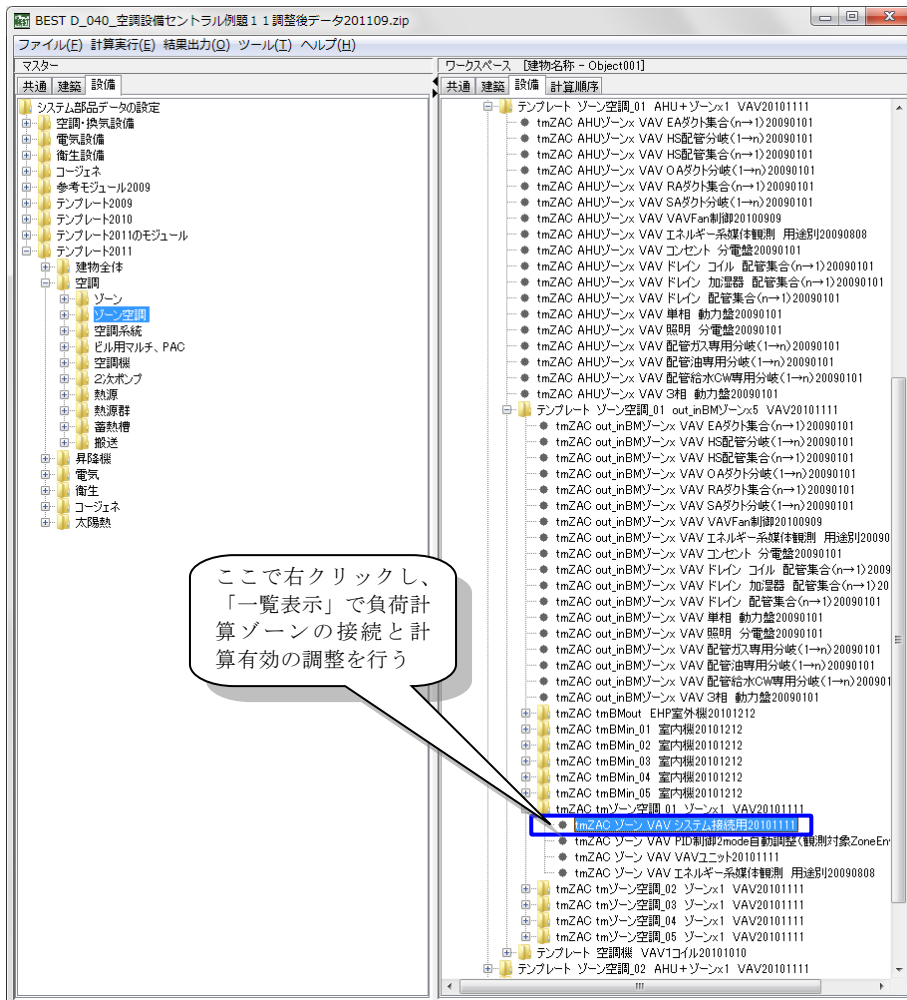 BEST D_040_空調設備セントラル例題１１調整後データ201109.zip
ファイル(F) 計算実行(E) 結果出力(O) ツール(T) ヘルプ(H)
マスター
共通 建築 設備
システム部品データの設定
空調・換気設備
電気設備
衛生設備
コージェネ
参考モジュール2009
テンプレート2009
テンプレート2010
テンプレート2011のモジュール
テンプレート2011
建物全体
空調
ゾーン
ゾーン空調
空調系統
ビル用マルチ、PAC
空調機
2次ポンプ
熱源
熱源群
蓄熱槽
搬送
昇降機
電気
衛生
コージェネ
太陽熱
ここで右クリックし、
「一覧表示」で負荷計
算ゾーンの接続と計
算有効の調整を行う
ワークスペース [建物名称 - Object001]
共通 建築 設備 計算順序
テンプレート ゾーン空調_01 AHU+ゾーンx1 VAV20101111
tmZAC AHUゾーンx VAV EAダクト集合(n→1)20090101
tmZAC AHUゾーンx VAV HS配管分岐(1→n)20090101
tmZAC AHUゾーンx VAV HS配管集合(n→1)20090101
tmZAC AHUゾーンx VAV OAダクト分岐(1→n)20090101
tmZAC AHUゾーンx VAV RAダクト集合(n→1)20090101
tmZAC AHUゾーンx VAV SAダクト分岐(1→n)20090101
tmZAC AHUゾーンx VAV VAVFan制御20100909
tmZAC AHUゾーンx VAV エネルギー系媒体観測 用途別20090808
tmZAC AHUゾーンx VAV コンセント 分電盤20090101
tmZAC AHUゾーンx VAV ドレイン コイル 配管集合(n→1)20090101
tmZAC AHUゾーンx VAV ドレイン 加湿器 配管集合(n→1)20090101
tmZAC AHUゾーンx VAV ドレイン 配管集合(n→1)20090101
tmZAC AHUゾーンx VAV 単相 動力盤20090101
tmZAC AHUゾーンx VAV 照明 分電盤20090101
tmZAC AHUゾーンx VAV 配管ガス専用分岐(1→n)20090101
tmZAC AHUゾーンx VAV 配管油専用分岐(1→n)20090101
tmZAC AHUゾーンx VAV 配管給水CW専用分岐(1→n)20090101
tmZAC AHUゾーンx VAV 3相 動力盤20090101
テンプレート ゾーン空調_01 out_inBMゾーンx5 VAV20101111
tmZAC out_inBMゾーンx VAV EAダクト集合(n→1)20090101
tmZAC out_inBMゾーンx VAV HS配管分岐(1→n)20090101
tmZAC out_inBMゾーンx VAV HS配管集合(n→1)20090101
tmZAC out_inBMゾーンx VAV OAダクト分岐(1→n)20090101
tmZAC out_inBMゾーンx VAV RAダクト集合(n→1)20090101
tmZAC out_inBMゾーンx VAV SAダクト分岐(1→n)20090101
tmZAC out_inBMゾーンx VAV VAVFan制御20100909
tmZAC out_inBMゾーンx VAV エネルギー系媒体観測 用途別20090
tmZAC out_inBMゾーンx VAV コンセント 分電盤20090101
tmZAC out_inBMゾーンx VAV ドレイン コイル 配管集合(n→1)2009
tmZAC out_inBMゾーンx VAV ドレイン 加湿器 配管集合(n→1)20
tmZAC out_inBMゾーンx VAV ドレイン 配管集合(n→1)20090101
tmZAC out_inBMゾーンx VAV 単相 動力盤20090101
tmZAC out_inBMゾーンx VAV 照明 分電盤20090101
tmZAC out_inBMゾーンx VAV 配管ガス専用分岐(1→n)20090101
tmZAC out_inBMゾーンx VAV 配管油専用分岐(1→n)20090101
tmZAC out_inBMゾーンx VAV 配管給水CW専用分岐(1→n)200901
tmZAC out_inBMゾーンx VAV 3相 動力盤20090101
tmZAC tmBMout EHP室外機20101212
tmZAC tmBMin_01 室内機20101212
tmZAC tmBMin_02 室内機20101212
tmZAC tmBMin_03 室内機20101212
tmZAC tmBMin_04 室内機20101212
tmZAC tmBMin_05 室内機20101212
tmZAC tmゾーン空調_01 ゾーンx1 VAV20101111
tmZAC ゾーン VAV システム接続用20101111
tmZAC ゾーン VAV PID制御2mode自動調整(観測対象ZoneEn
tmZAC ゾーン VAV VAVユニット20101111
tmZAC ゾーン VAV エネルギー系媒体観測 用途別20090808
tmZAC tmゾーン空調_02 ゾーンx1 VAV20101111
tmZAC tmゾーン空調_03 ゾーンx1 VAV20101111
tmZAC tmゾーン空調_04 ゾーンx1 VAV20101111
tmZAC tmゾーン空調_05 ゾーンx1 VAV20101111
テンプレート 空調機 VAV1コイル20101010
テンプレート ゾーン空調_02 AHU+ゾーンx1 VAV20101111